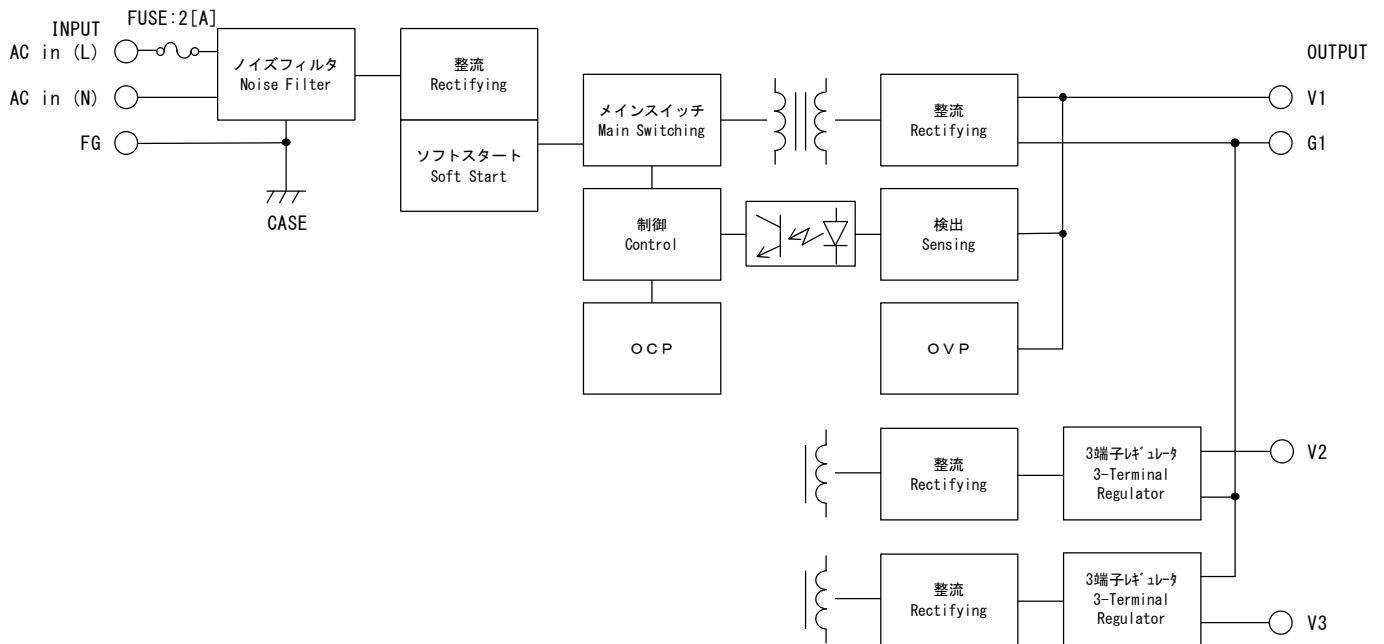 INPUT
FUSE:2[A]
AC in (L)
AC in (N)
FG
ノイズフィルタ
Noise Filter
CASE
整流
Rectifying
ソフトスタート
Soft Start
メインスイッチ
Main Switching
制御
Control
OCP
整流
Rectifying
検出
Sensing
OVP
OUTPUT
V1
G1
整流
Rectifying
3端子ﾚｷﾞｭﾚｰﾀ
3-Terminal
Regulator
V2
整流
Rectifying
3端子ﾚｷﾞｭﾚｰﾀ
3-Terminal
Regulator
V3